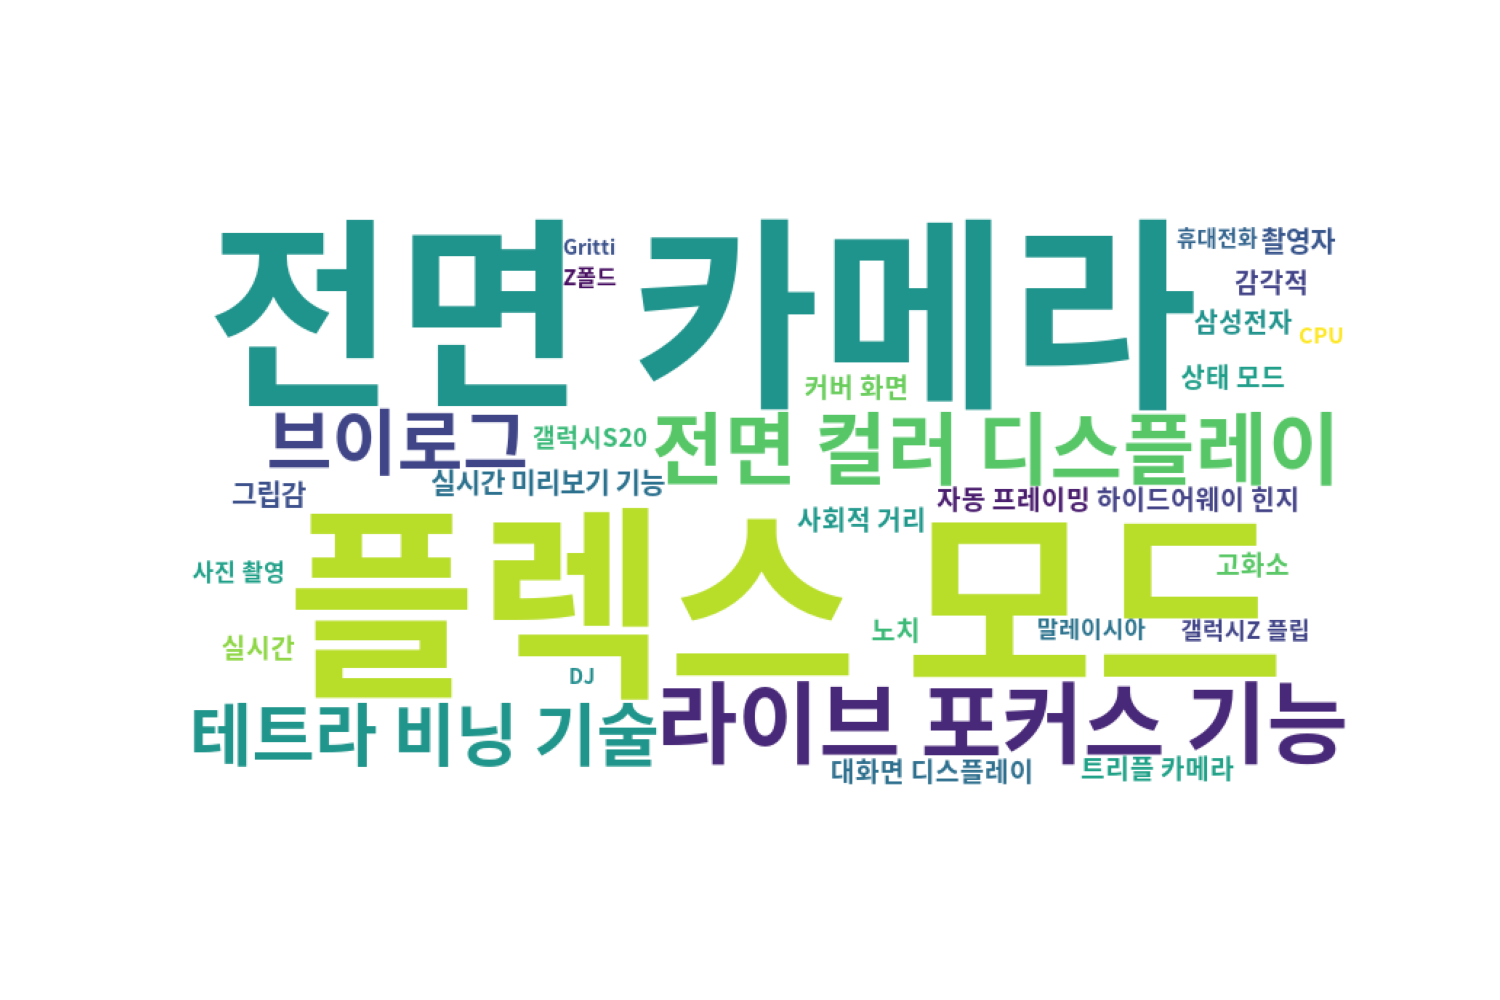 전면 카메라
Gritti
Z폴드
휴대전화
촬영자
감각적
삼성전자
CPU
상태 모드
커버 화면
브이로그
갤럭시S20
전면 컬러 디스플레이
실시간 미리보기 기능
그립감
자동 프레이밍
하이드어웨이 힌지
사회적 거리
플렉스 모드
사진 촬영
고화소
실시간
노치
말레이시아
갤럭시Z 플립
DJ
테트라 비닝 기술
라이브 포커스 기능
대화면 디스플레이
트리플 카메라